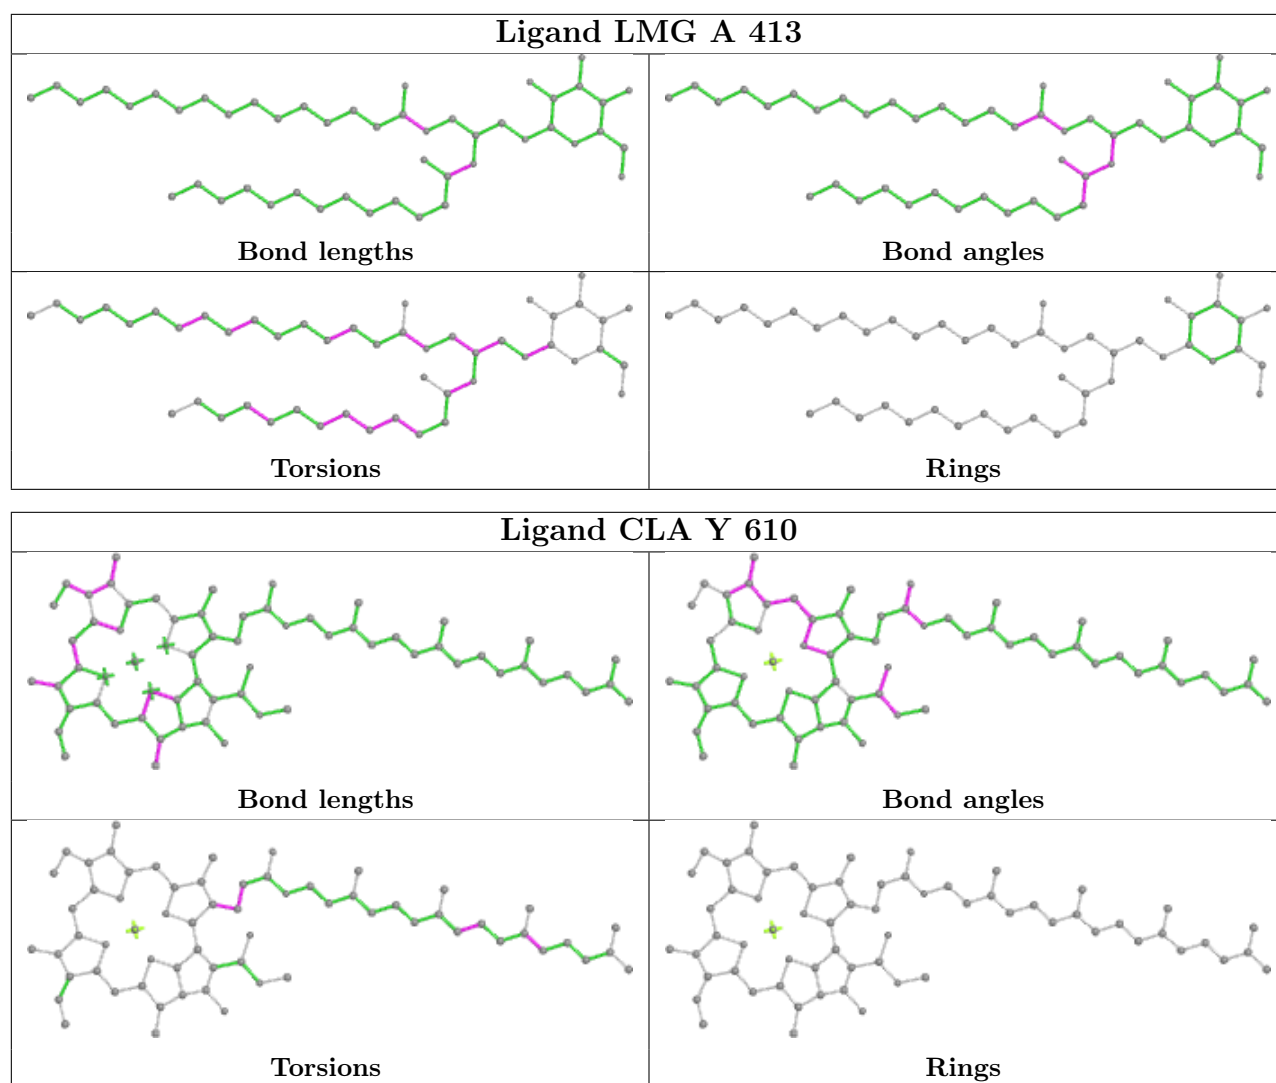 Ligand LMG A 413
Bond lengths
Bond angles
Torsions
Rings
Ligand CLA Y 610
Bond lengths
Bond angles
Torsions
Rings